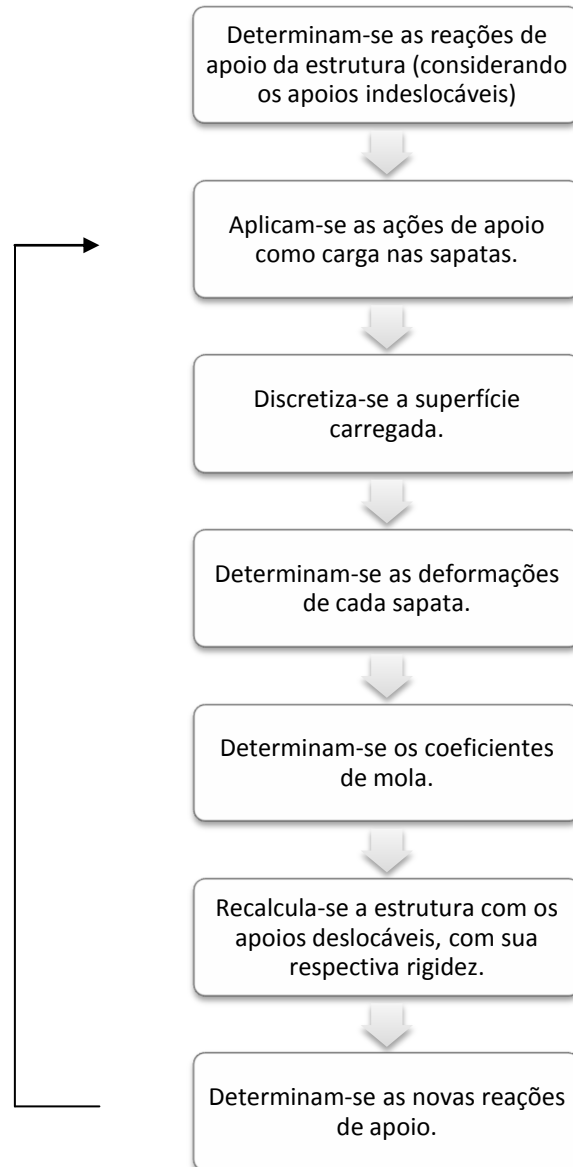 Determinam-se as reações de
apoio da estrutura (considerando
os apoios indeslocáveis)
Aplicam-se as ações de apoio
como carga nas sapatas.
Discretiza-se a superfície
carregada.
Determinam-se as deformações
de cada sapata.
Determinam-se os coeficientes
de mola.
Recalcula-se a estrutura com os
apoios deslocáveis, com sua
respectiva rigidez.
Determinam-se as novas reações
de apoio.